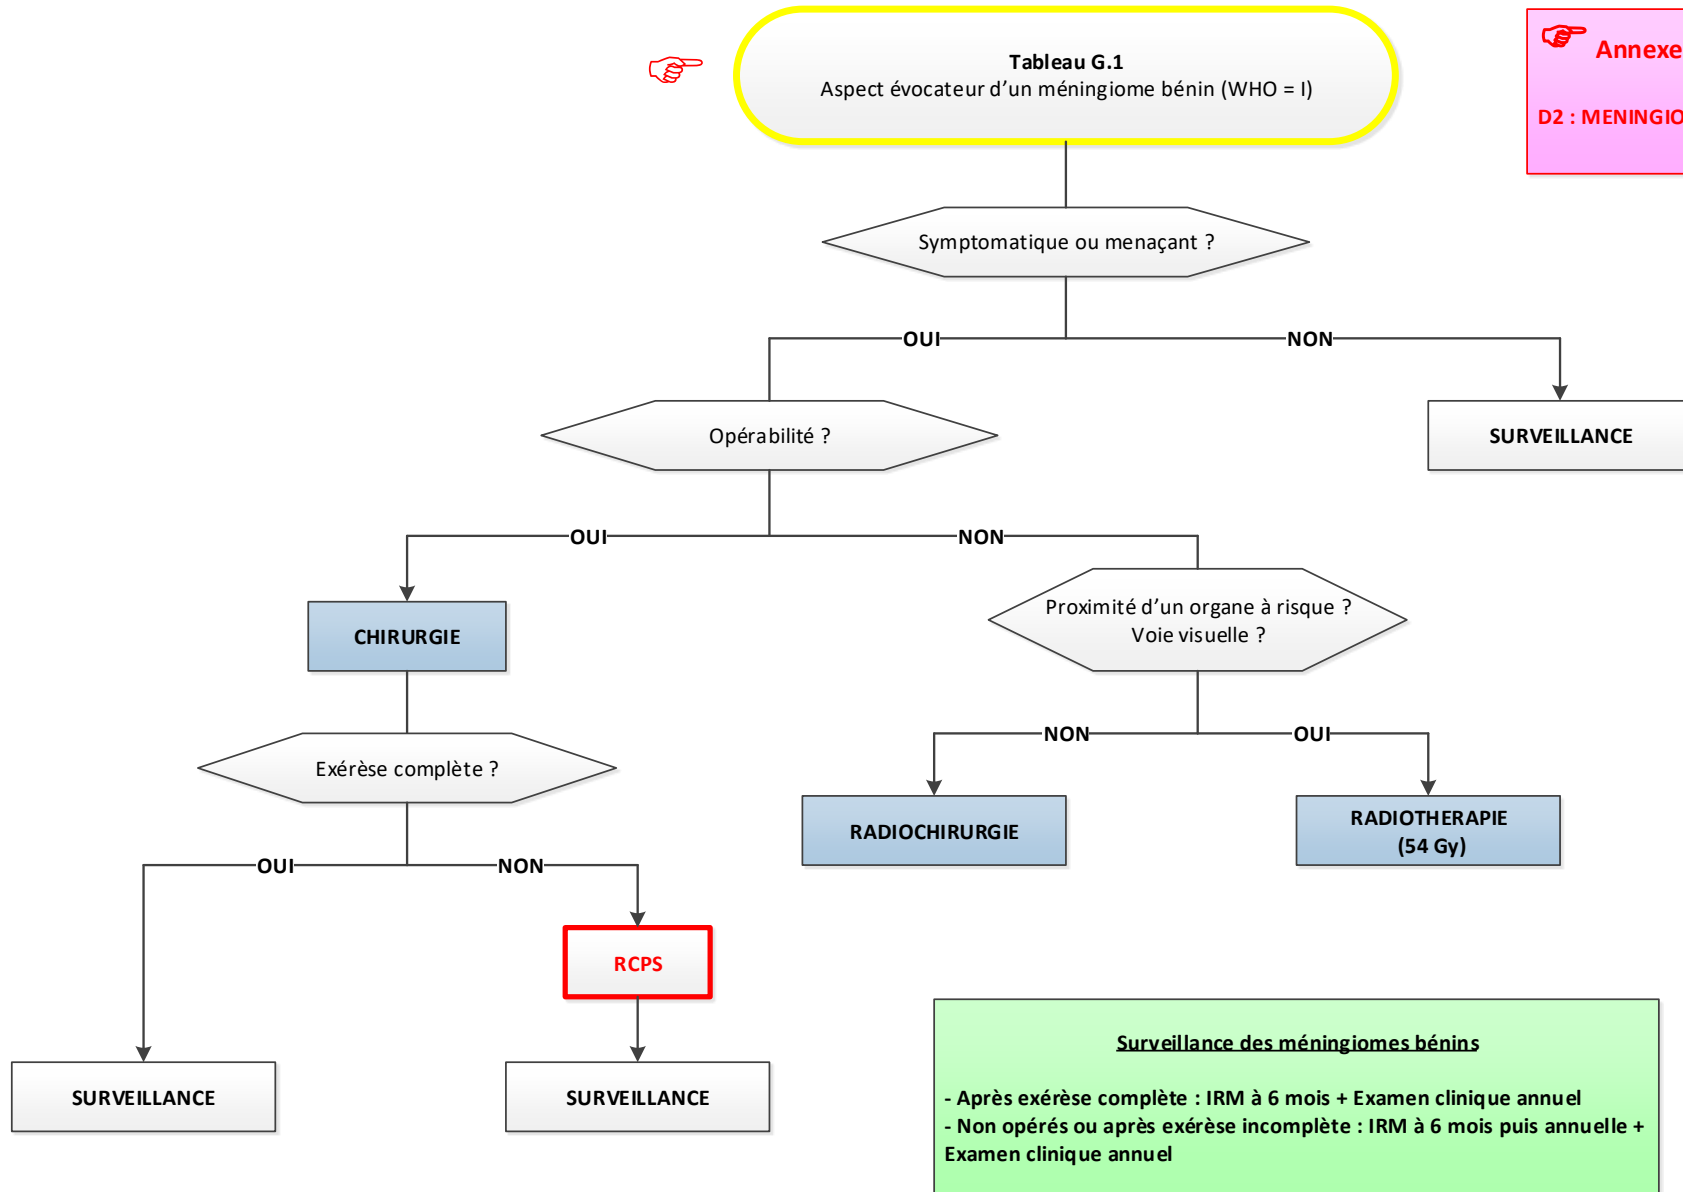 Tableau G.1
Aspect évocateur d'un méningiome bénin (WHO = I)
Annexe
D2 : MENINGIO
Symptomatique ou menaçant ?
OUI
NON
Opérabilité ?
SURVEILLANCE
OUI
NON
CHIRURGIE
Proximité d'un organe à risque ?
Voie visuelle ?
NON
OUI
Exérèse complète ?
RADIOCHIRURGIE
RADIOTHERAPIE
(54 Gy)
OUI
NON
RCPS
SURVEILLANCE
SURVEILLANCE
Surveillance des méningiomes bénins
- Après exérèse complète : IRM à 6 mois + Examen clinique annuel
- Non opérés ou après exérèse incomplète : IRM à 6 mois puis annuelle +
Examen clinique annuel